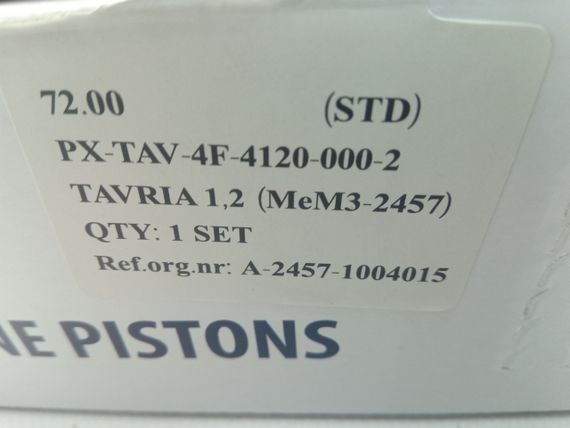 72.00 (STD)
PX-TAV-4F-4120-000-2
TAVRIA 1,2 (MeM3-2457)
QTY: 1 SET
Ref.org.nr: A-2457-1004015
NE PISTONS